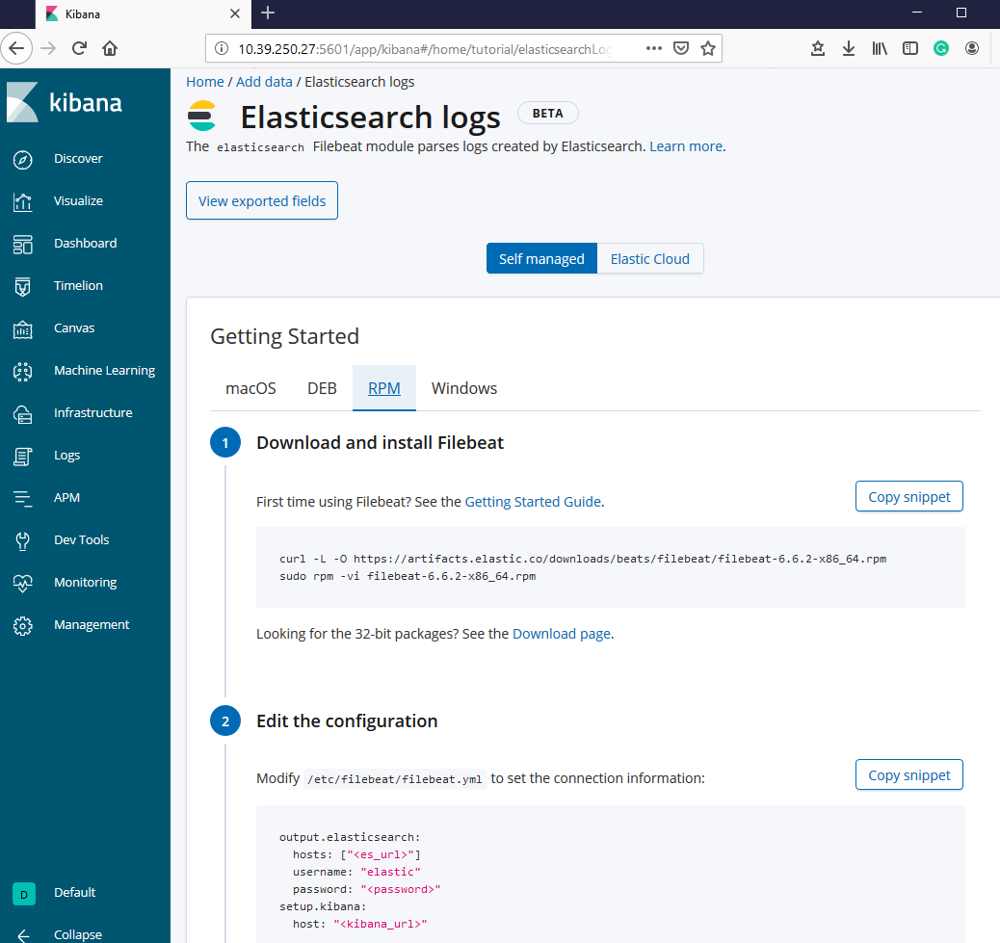 Kibana
10.39.250.27:5601/app/kibana#/home/tutorial/elasticsearchLog
kibana
Discover
Visualize
Dashboard
Timelion
Canvas
Machine Learning
Infrastructure
Logs
APM
Dev Tools
Monitoring
Management
D Default
Collapse
Home / Add data / Elasticsearch logs
Elasticsearch logs BETA
The elasticsearch Filebeat module parses logs created by Elasticsearch. Learn more.
View exported fields
Self managed Elastic Cloud
Getting Started
macOS DEB RPM Windows
1 Download and install Filebeat
First time using Filebeat? See the Getting Started Guide. Copy snippet
curl -L -O https://artifacts.elastic.co/downloads/beats/filebeat/filebeat-6.6.2-x86_64.rpm
sudo rpm -vi filebeat-6.6.2-x86_64.rpm
Looking for the 32-bit packages? See the Download page.
2 Edit the configuration
Modify /etc/filebeat/filebeat.yml to set the connection information: Copy snippet
output.elasticsearch:
hosts: ["<es_url>"]
username: "elastic"
password: "<password>"
setup.kibana:
host: "<kibana_url>"